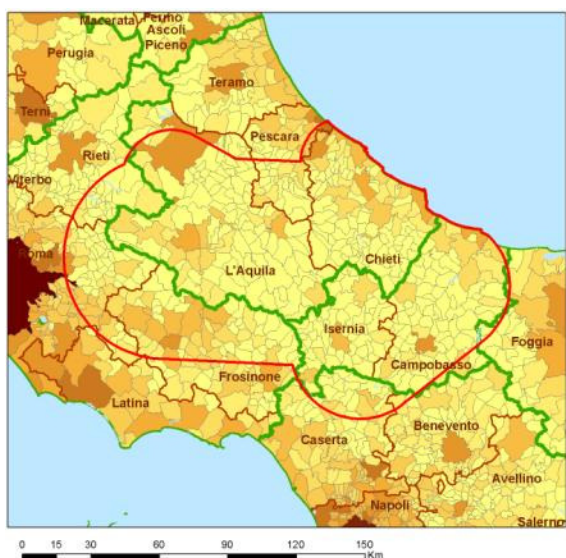 Macerata
Fermo
Ascoli
Piceno
Perugia
Teramo
Terni
Pescara
Rieti
Viterbo
Roma
Chieti
L'Aquila
Isernia
Foggia
Campobasso
Frosinone
Latina
Benevento
Caserta
Avellino
Napoli
Salerno
0 15 30 60 90 120 150
Km